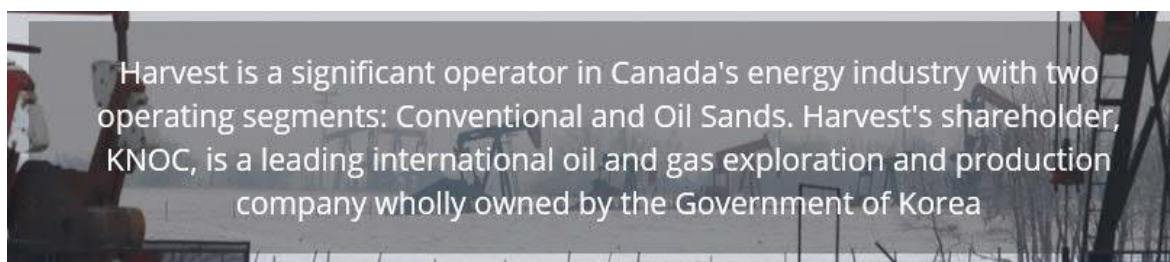 Harvest is a significant operator in Canada's energy industry with two
operating segments: Conventional and Oil Sands. Harvest's shareholder,
KNOC, is a leading international oil and gas exploration and production
company wholly owned by the Government of Korea